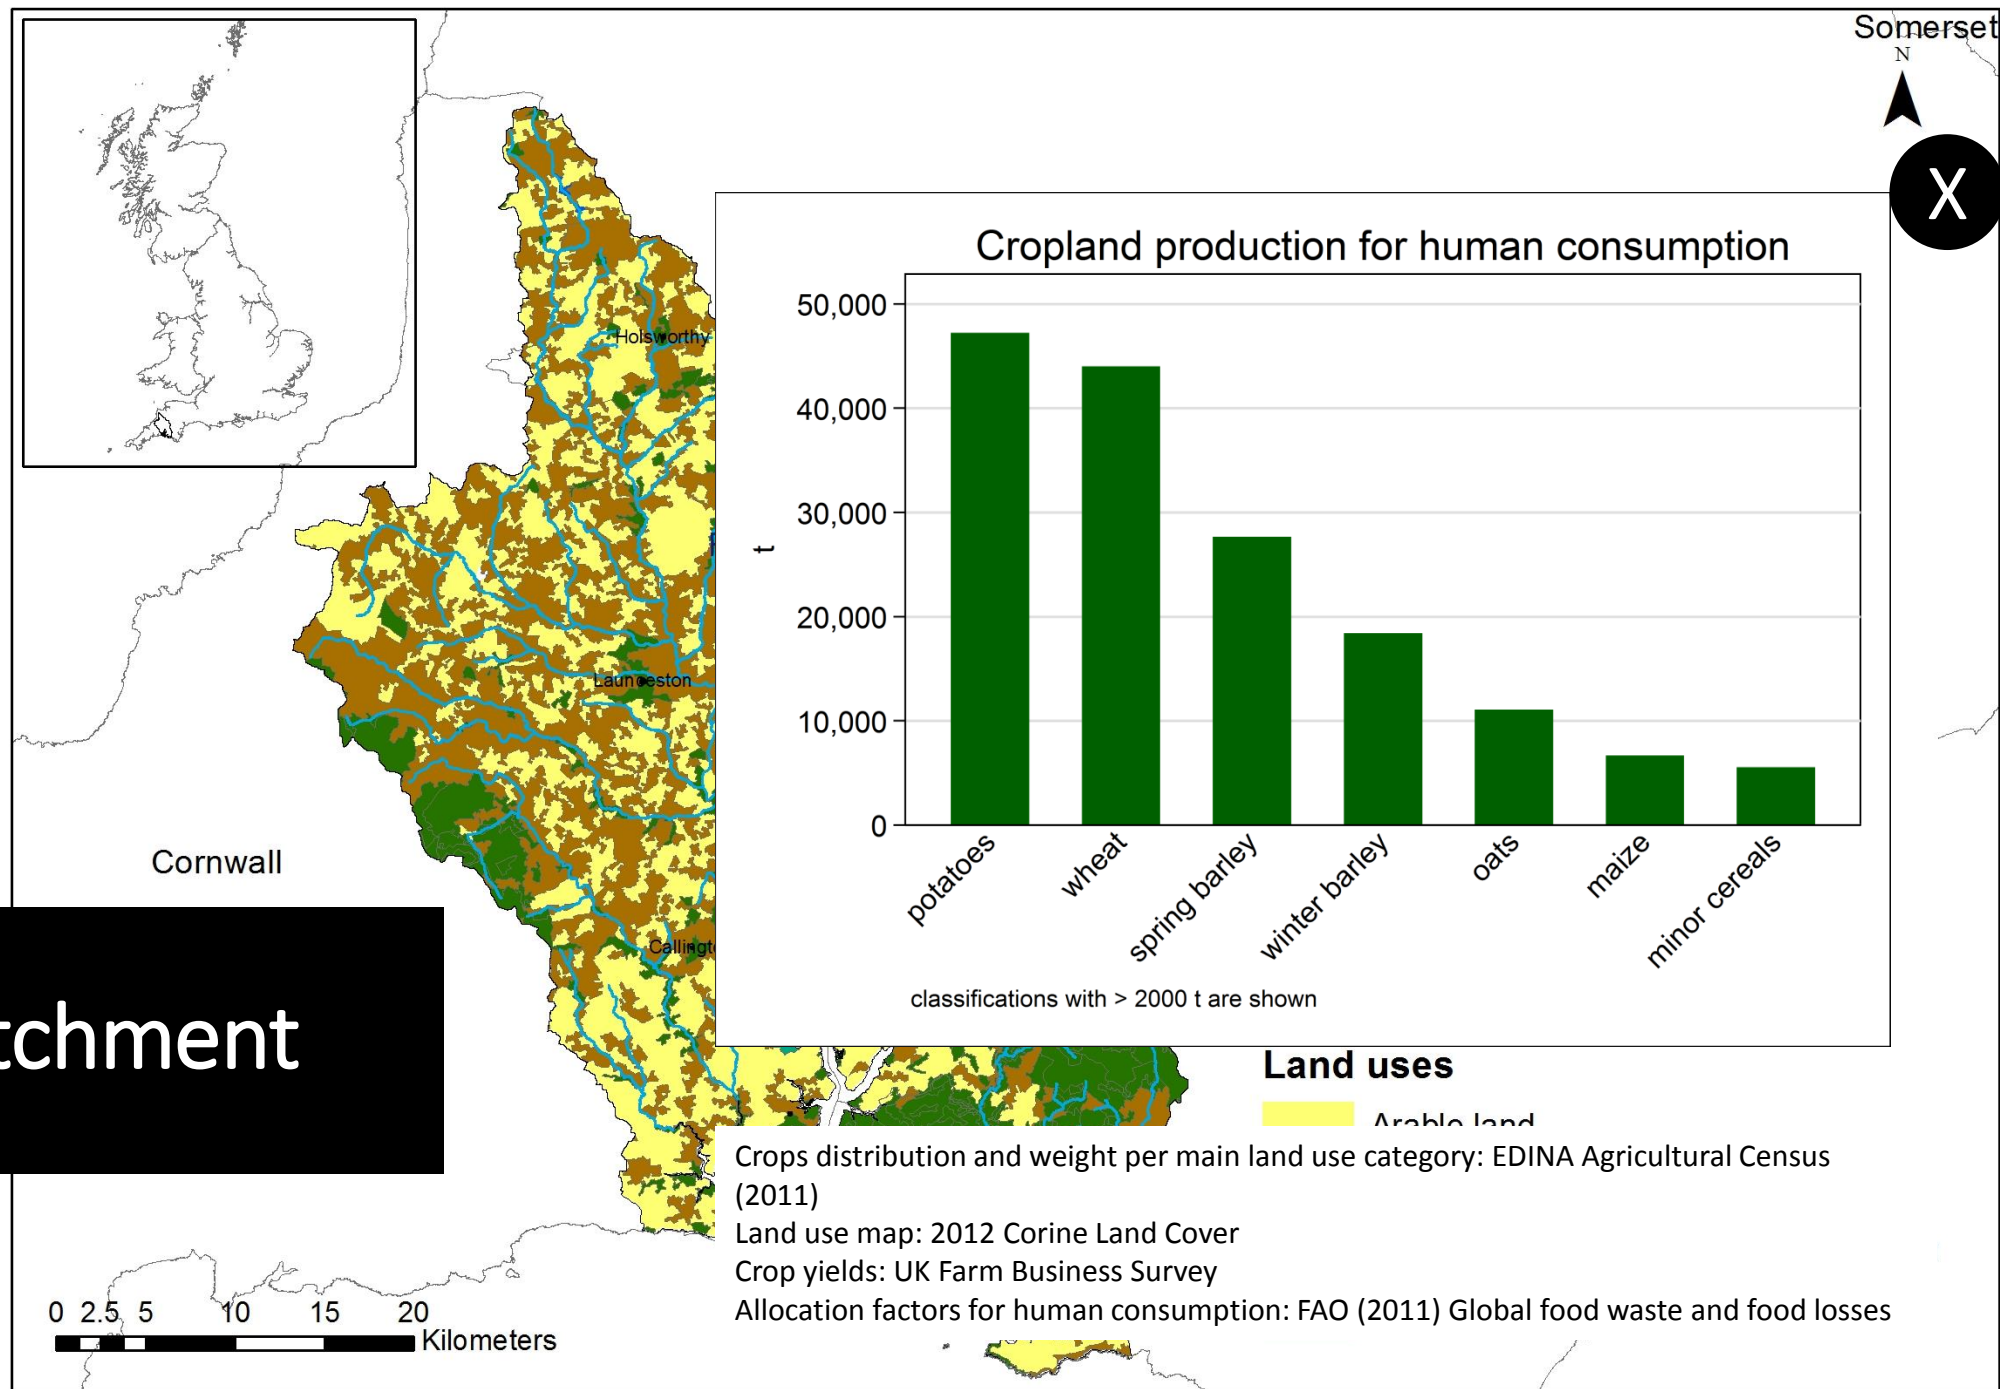 Somerset
N
X
Cropland production for human consumption
50,000
40,000
30,000
20,000
10,000
0
t
potatoes
wheat
spring barley
winter barley
oats
maize
minor cereals
classifications with > 2000 t are shown
Holsworthy
Launceston
Cornwall
tchment
Land uses
Arable land
Crops distribution and weight per main land use category: EDINA Agricultural Census
(2011)
Land use map: 2012 Corine Land Cover
Crop yields: UK Farm Business Survey
Allocation factors for human consumption: FAO (2011) Global food waste and food losses
0 2.5 5 10 15 20
Kilometers